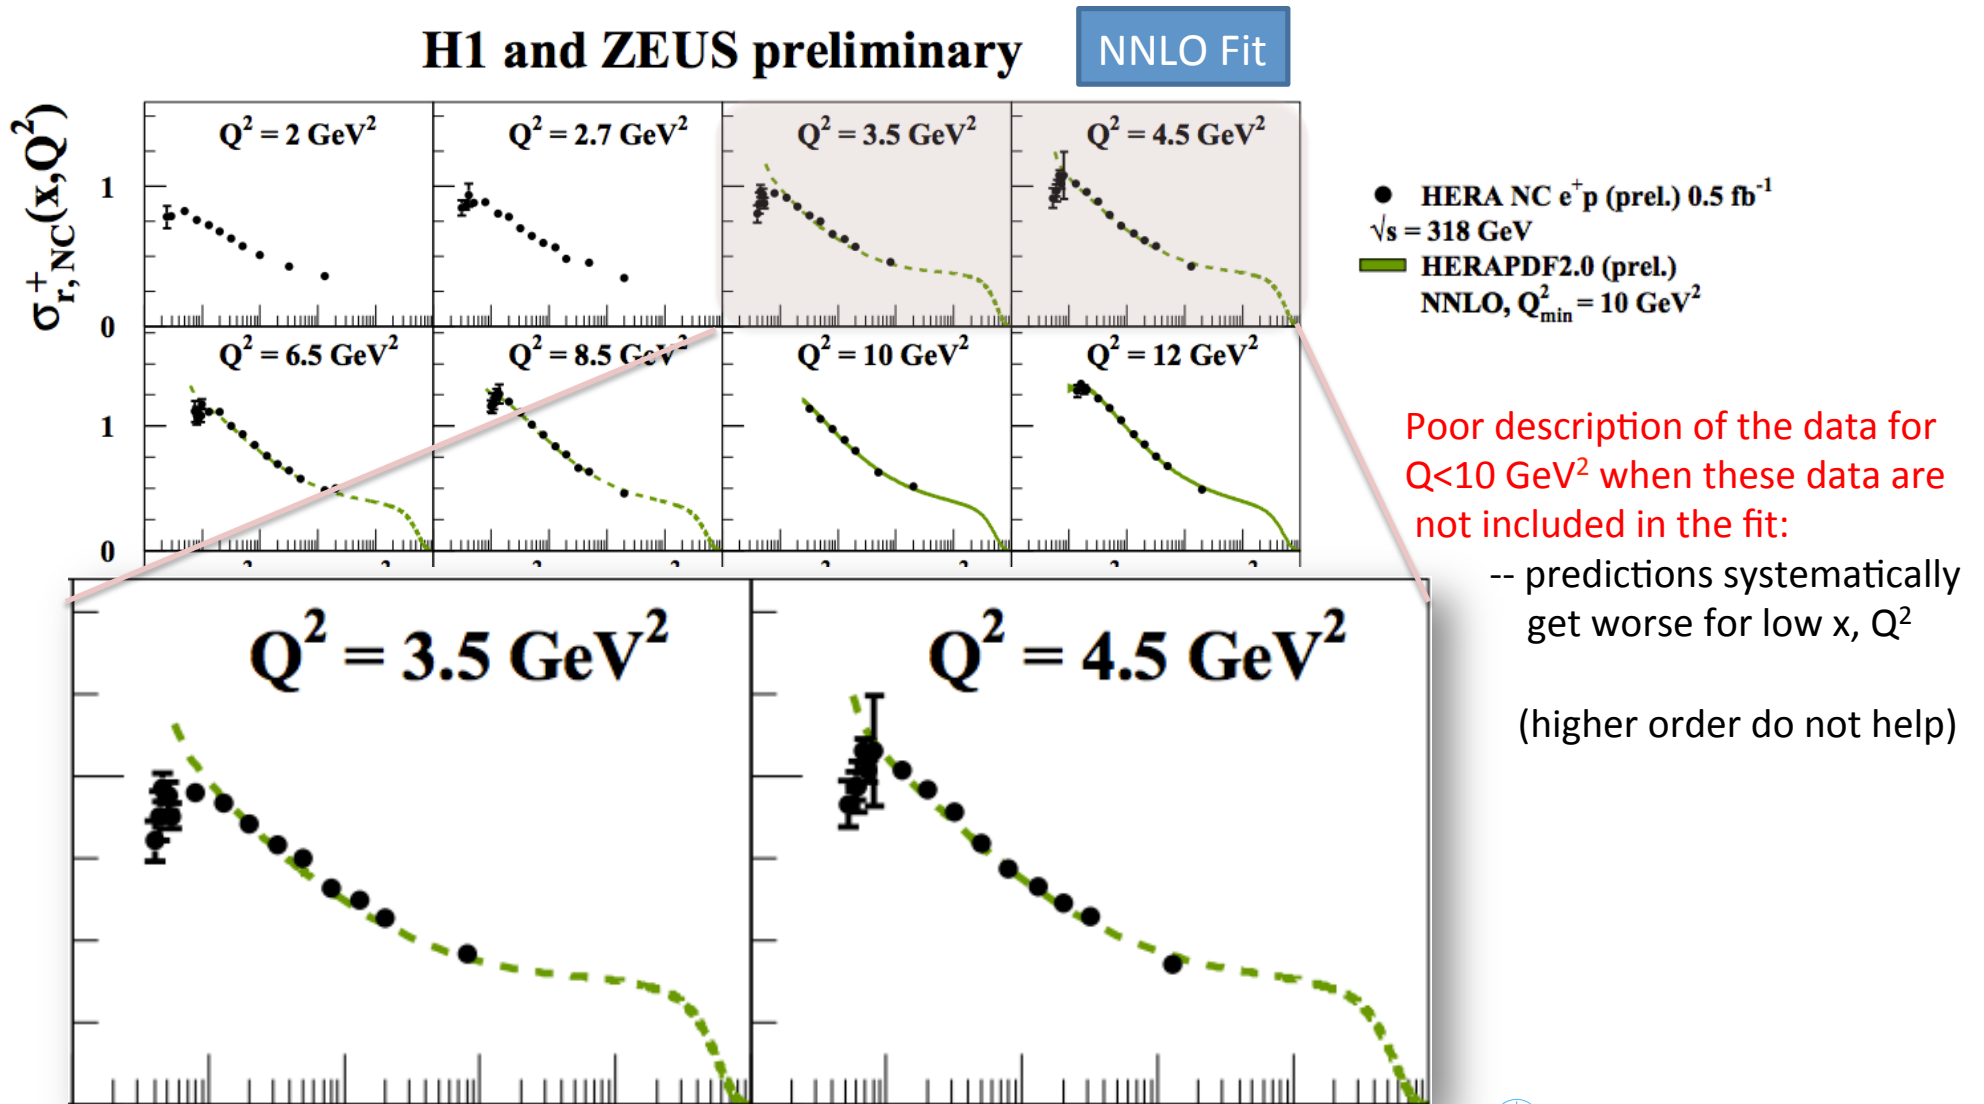 H1 and ZEUS preliminary
NNLO Fit
σ⁺r,NC(x,Q²)
Q² = 2 GeV²
Q² = 2.7 GeV²
Q² = 3.5 GeV²
Q² = 4.5 GeV²
1
0
Q² = 6.5 GeV²
Q² = 8.5 GeV²
Q² = 10 GeV²
Q² = 12 GeV²
1
0
HERA NC e⁺p (prel.) 0.5 fb⁻¹
√s = 318 GeV
HERAPDF2.0 (prel.)
NNLO, Q²min = 10 GeV²
Poor description of the data for
Q<10 GeV² when these data are
not included in the fit:
-- predictions systematically
get worse for low x, Q²
(higher order do not help)
Q² = 3.5 GeV²
Q² = 4.5 GeV²